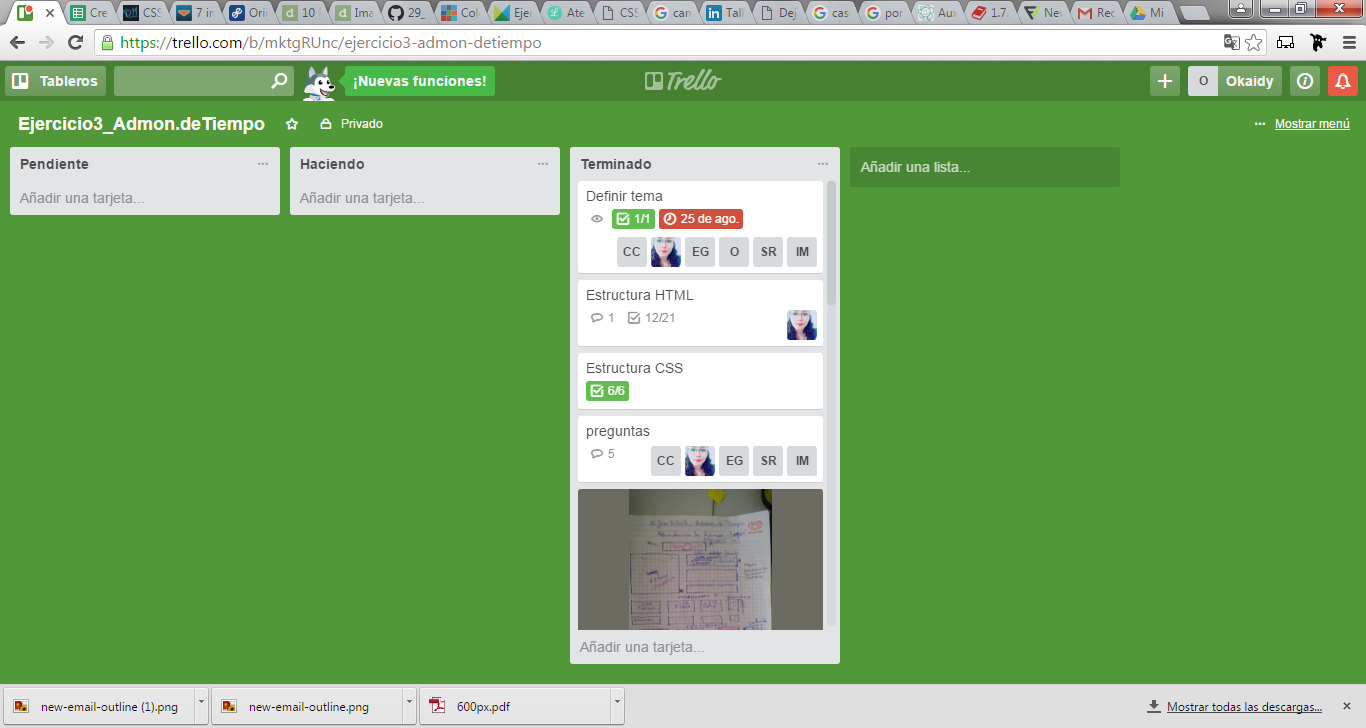 Cre
CSS
7 in
Orig
10 l
Ima
29_
Col
Ejer
Ate
CSS
can
Tall
Dej
cas
por
Aux
1.7.
Nev
Rec
Mi
https://trello.com/b/mktgRUnc/ejercicio3-admon-detiempo
Tableros
¡Nuevas funciones!
Trello
O Okaidy
Ejercicio3_Admon.deTiempo
Privado
Mostrar menú
Pendiente
Añadir una tarjeta...
Haciendo
Añadir una tarjeta...
Terminado
Definir tema
1/1 25 de ago.
CC EG O SR IM
Estructura HTML
1 12/21
Estructura CSS
6/6
preguntas
5 CC EG SR IM
Añadir una tarjeta...
Añadir una lista...
new-email-outline (1).png
new-email-outline.png
600px.pdf
Mostrar todas las descargas...